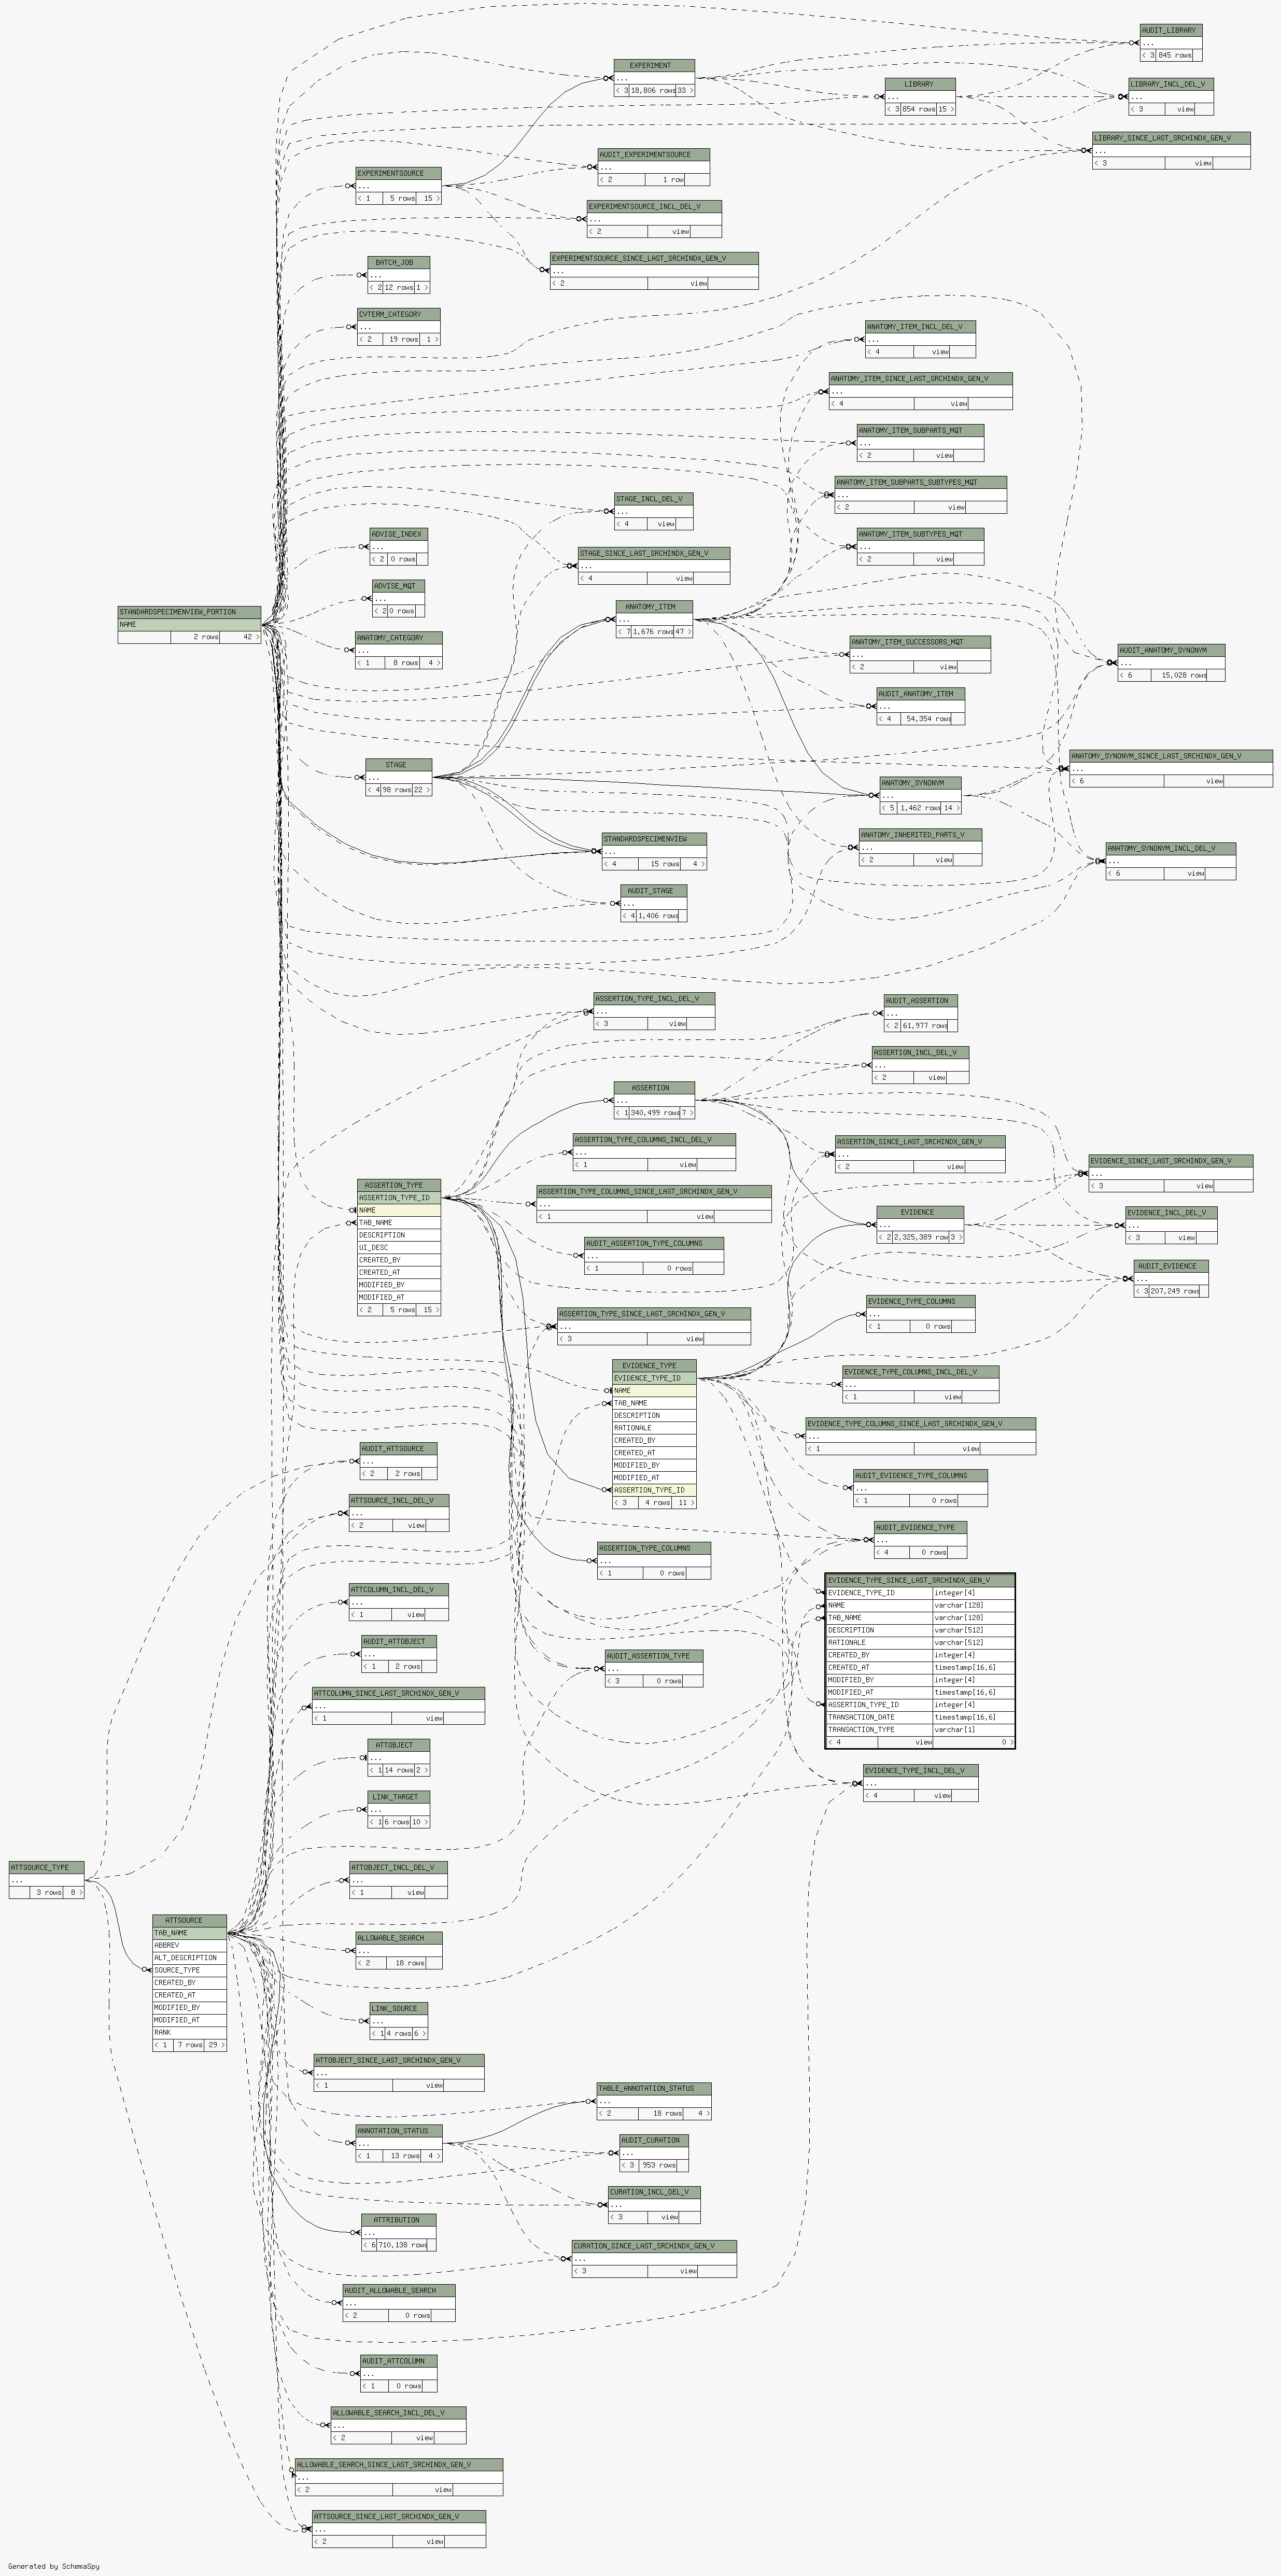 AUDIT_LIBRARY
...
< 3 845 rows
EXPERIMENT
...
< 3 18,806 rows 33 >
LIBRARY
...
< 3 854 rows 15 >
LIBRARY_INCL_DEL_V
...
< 3 view
LIBRARY_SINCE_LAST_SRCHINDX_GEN_V
...
< 3 view
AUDIT_EXPERIMENTSOURCE
...
< 2 1 row
EXPERIMENTSOURCE
...
< 1 5 rows 15 >
EXPERIMENTSOURCE_INCL_DEL_V
...
< 2 view
EXPERIMENTSOURCE_SINCE_LAST_SRCHINDX_GEN_V
...
< 2 view
BATCH_JOB
...
< 2 12 rows 1 >
CVTERM_CATEGORY
...
< 2 19 rows 1 >
ANATOMY_ITEM_INCL_DEL_V
...
< 4 view
ANATOMY_ITEM_SINCE_LAST_SRCHINDX_GEN_V
...
< 4 view
ANATOMY_ITEM_SUBPARTS_MQT
...
< 2 view
ANATOMY_ITEM_SUBPARTS_SUBTYPES_MQT
...
< 2 view
STAGE_INCL_DEL_V
...
< 4 view
ADVISE_INDEX
...
< 2 0 rows
ANATOMY_ITEM_SUBTYPES_MQT
...
< 2 view
STAGE_SINCE_LAST_SRCHINDX_GEN_V
...
< 4 view
ADVISE_MQT
...
< 2 0 rows
STANDARDSPECIMENVIEW_PORTION
NAME
2 rows 42 >
ANATOMY_ITEM
...
< 7 1,676 rows 47 >
ANATOMY_CATEGORY
...
< 1 8 rows 4 >
ANATOMY_ITEM_SUCCESSORS_MQT
...
< 2 view
AUDIT_ANATOMY_SYNONYM
...
< 6 15,028 rows
AUDIT_ANATOMY_ITEM
...
< 4 54,354 rows
STAGE
...
< 4 98 rows 22 >
ANATOMY_SYNONYM_SINCE_LAST_SRCHINDX_GEN_V
...
< 6 view
ANATOMY_SYNONYM
...
< 5 1,462 rows 14 >
STANDARDSPECIMENVIEW
...
< 4 15 rows 4 >
ANATOMY_INHERITED_PARTS_V
...
< 2 view
ANATOMY_SYNONYM_INCL_DEL_V
...
< 6 view
AUDIT_STAGE
...
< 4 1,406 rows
ASSERTION_TYPE_INCL_DEL_V
...
< 3 view
AUDIT_ASSERTION
...
< 2 61,977 rows
ASSERTION_INCL_DEL_V
...
< 2 view
ASSERTION
...
< 1 340,499 rows 7 >
ASSERTION_TYPE_COLUMNS_INCL_DEL_V
...
< 1 view
ASSERTION_SINCE_LAST_SRCHINDX_GEN_V
...
< 2 view
EVIDENCE_SINCE_LAST_SRCHINDX_GEN_V
...
< 3 view
ASSERTION_TYPE
ASSERTION_TYPE_ID
NAME
TAB_NAME
DESCRIPTION
UI_DESC
CREATED_BY
CREATED_AT
MODIFIED_BY
MODIFIED_AT
< 2 5 rows 15 >
ASSERTION_TYPE_COLUMNS_SINCE_LAST_SRCHINDX_GEN_V
...
< 1 view
EVIDENCE
...
< 2 2,325,389 row 3 >
EVIDENCE_INCL_DEL_V
...
< 3 view
AUDIT_ASSERTION_TYPE_COLUMNS
...
< 1 0 rows
AUDIT_EVIDENCE
...
< 3 207,249 rows
EVIDENCE_TYPE_COLUMNS
...
< 1 0 rows
ASSERTION_TYPE_SINCE_LAST_SRCHINDX_GEN_V
...
< 3 view
EVIDENCE_TYPE
EVIDENCE_TYPE_ID
NAME
TAB_NAME
DESCRIPTION
RATIONALE
CREATED_BY
CREATED_AT
MODIFIED_BY
MODIFIED_AT
ASSERTION_TYPE_ID
< 3 4 rows 11 >
EVIDENCE_TYPE_COLUMNS_INCL_DEL_V
...
< 1 view
EVIDENCE_TYPE_COLUMNS_SINCE_LAST_SRCHINDX_GEN_V
...
< 1 view
AUDIT_ATTSOURCE
...
< 2 2 rows
AUDIT_EVIDENCE_TYPE_COLUMNS
...
< 1 0 rows
ATTSOURCE_INCL_DEL_V
...
< 2 view
AUDIT_EVIDENCE_TYPE
...
< 4 0 rows
ASSERTION_TYPE_COLUMNS
...
< 1 0 rows
EVIDENCE_TYPE_SINCE_LAST_SRCHINDX_GEN_V
EVIDENCE_TYPE_ID integer[4]
NAME varchar[128]
TAB_NAME varchar[128]
DESCRIPTION varchar[512]
RATIONALE varchar[512]
CREATED_BY integer[4]
CREATED_AT timestamp[16,6]
MODIFIED_BY integer[4]
MODIFIED_AT timestamp[16,6]
ASSERTION_TYPE_ID integer[4]
TRANSACTION_DATE timestamp[16,6]
TRANSACTION_TYPE varchar[1]
< 4 view 0 >
ATTCOLUMN_INCL_DEL_V
...
< 1 view
AUDIT_ATTOBJECT
...
< 1 2 rows
AUDIT_ASSERTION_TYPE
...
< 3 0 rows
ATTCOLUMN_SINCE_LAST_SRCHINDX_GEN_V
...
< 1 view
ATTOBJECT
...
< 1 14 rows 2 >
EVIDENCE_TYPE_INCL_DEL_V
...
< 4 view
LINK_TARGET
...
< 1 6 rows 10 >
ATTSOURCE_TYPE
...
3 rows 8 >
ATTOBJECT_INCL_DEL_V
...
< 1 view
ATTSOURCE
TAB_NAME
ABBREV
ALT_DESCRIPTION
SOURCE_TYPE
CREATED_BY
CREATED_AT
MODIFIED_BY
MODIFIED_AT
RANK
< 1 7 rows 29 >
ALLOWABLE_SEARCH
...
< 2 18 rows
LINK_SOURCE
...
< 1 4 rows 6 >
ATTOBJECT_SINCE_LAST_SRCHINDX_GEN_V
...
< 1 view
TABLE_ANNOTATION_STATUS
...
< 2 18 rows 4 >
ANNOTATION_STATUS
...
< 1 13 rows 4 >
AUDIT_CURATION
...
< 3 953 rows
CURATION_INCL_DEL_V
...
< 3 view
ATTRIBUTION
...
< 6 710,138 rows
CURATION_SINCE_LAST_SRCHINDX_GEN_V
...
< 3 view
AUDIT_ALLOWABLE_SEARCH
...
< 2 0 rows
AUDIT_ATTCOLUMN
...
< 1 0 rows
ALLOWABLE_SEARCH_INCL_DEL_V
...
< 2 view
ALLOWABLE_SEARCH_SINCE_LAST_SRCHINDX_GEN_V
...
< 2 view
ATTSOURCE_SINCE_LAST_SRCHINDX_GEN_V
...
< 2 view
Generated by SchemaSpy